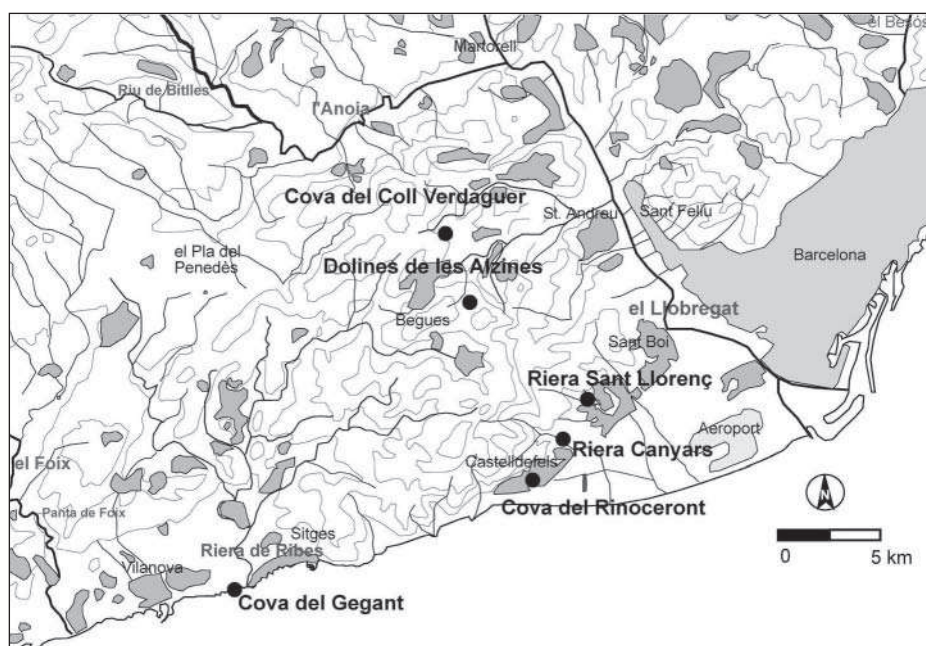 el Besòs
Martorell
Riu de Bitlles
l'Anoia
Cova del Coll Verdaguer
St. Andreu
Sant Feliu
el Pla del
Penedès
Barcelona
Dolines de les Alzines
Begues
el Llobregat
Sant Boi
Riera Sant Llorenç
Aeroport
Riera Canyars
el Foix
Castelldefels
Cova del Rinoceront
Panta de Foix
N
Sitges
Riera de Ribes
0 5 km
Vilanova
Cova del Gegant